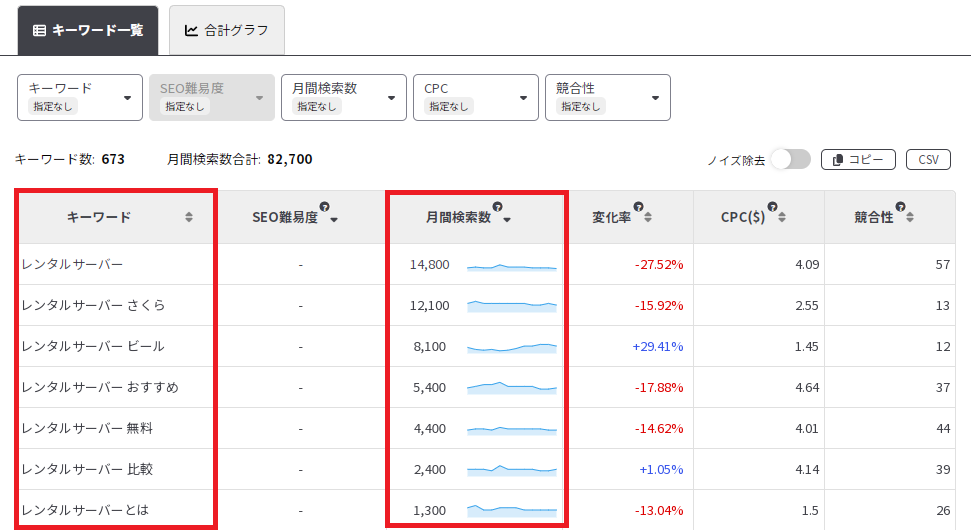 キーワード一覧 合計グラフ
キーワード SEO難易度 月間検索数 CPC 競合性
指定なし 指定なし 指定なし 指定なし 指定なし
キーワード数: 673 月間検索数合計: 82,700 ノイズ除去 コピー CSV
キーワード SEO難易度 ? 月間検索数 ? 変化率 ? CPC($) ? 競合性 ?
レンタルサーバー - 14,800 -27.52% 4.09 57
レンタルサーバー さくら - 12,100 -15.92% 2.55 13
レンタルサーバー ビール - 8,100 +29.41% 1.45 12
レンタルサーバー おすすめ - 5,400 -17.88% 4.64 37
レンタルサーバー 無料 - 4,400 -14.62% 4.01 44
レンタルサーバー 比較 - 2,400 +1.05% 4.14 39
レンタルサーバーとは - 1,300 -13.04% 1.5 26